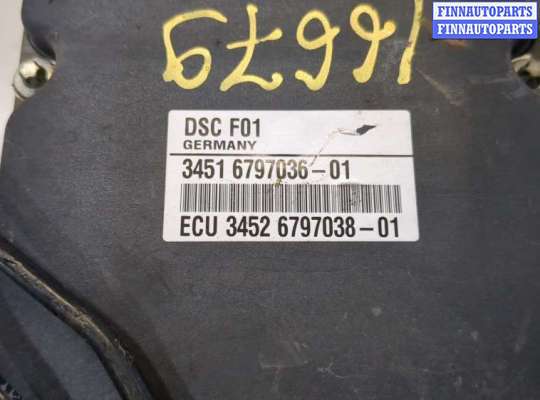 FINNAUTOPARTS
FINNAUTOPARTS
16679
DSC F01
GERMANY
3451 6797036-01
ECU 3452 6797038-01